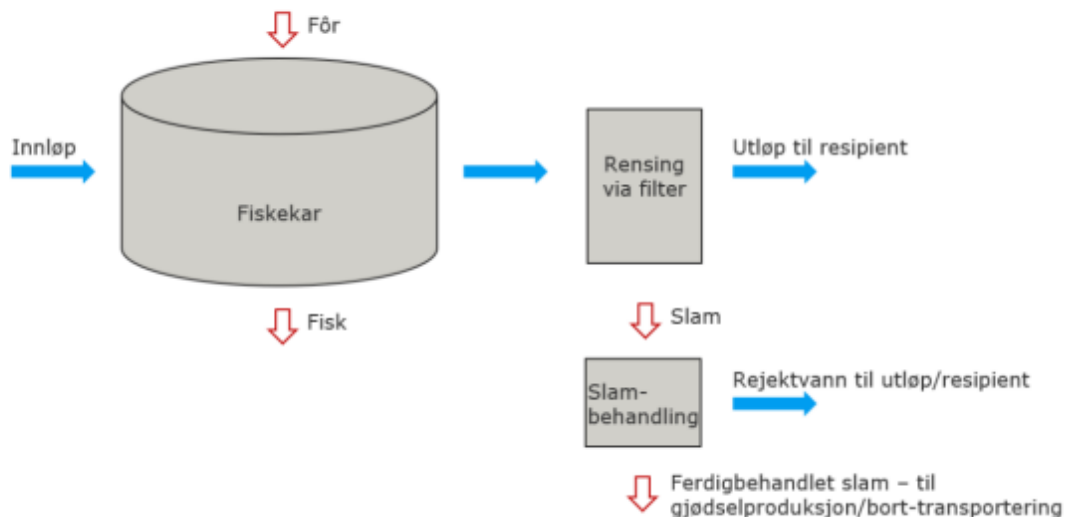 Fôr
Innløp
Fiskekar
Rensing
via filter
Utløp til resipient
Fisk
Slam
Slam-
behandling
Rejektvann til utløp/resipient
Ferdigbehandlet slam – til
gjødselproduksjon/bort-transportering